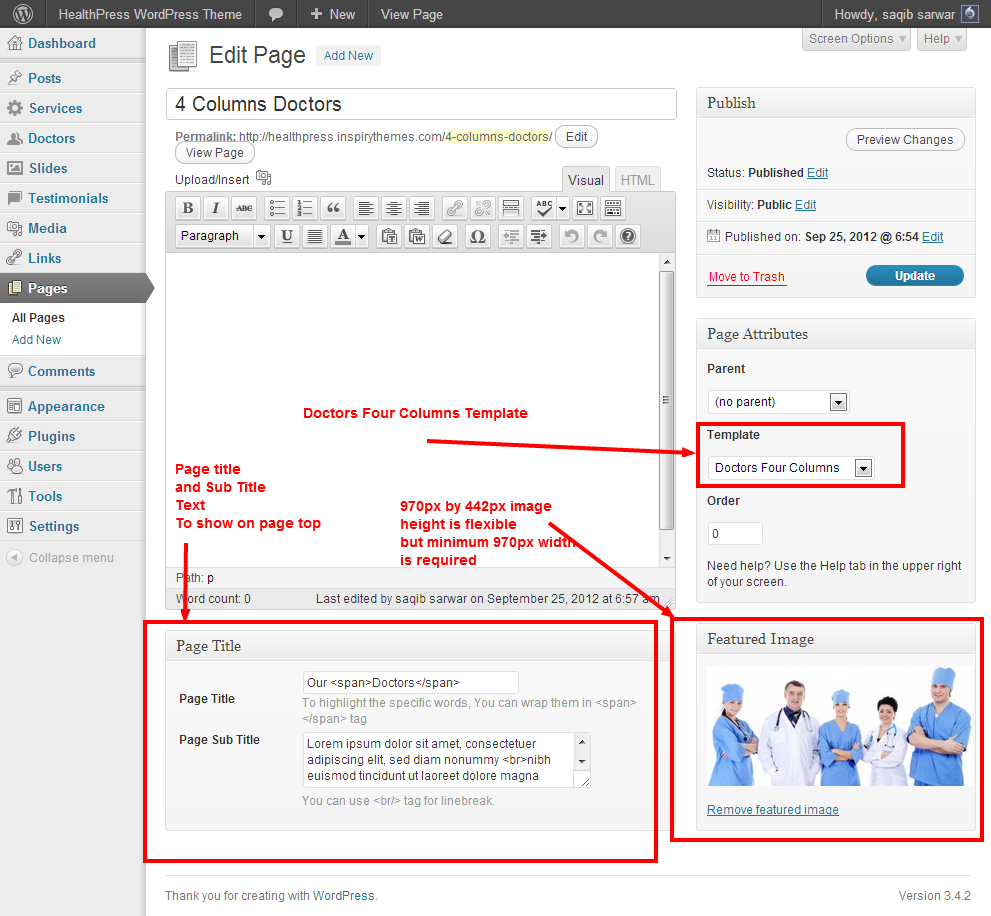 HealthPress WordPress Theme
New
View Page
Howdy, saqib sarwar
Dashboard
Posts
Services
Doctors
Slides
Testimonials
Media
Links
Pages
All Pages
Add New
Comments
Appearance
Plugins
Users
Tools
Settings
Collapse menu
Screen Options
Help
Edit Page
Add New
4 Columns Doctors
Permalink: http://healthpress.inspirythemes.com/4-columns-doctors/ Edit
View Page
Upload/Insert
Visual
HTML
B I ABC
ABC
Paragraph
U
A
Ω
Doctors Four Columns Template
Page title
and Sub Title
Text
To show on page top
970px by 442px image
height is flexible
but minimum 970px width
is required
Path: p
Word count: 0
Last edited by saqib sarwar on September 25, 2012 at 6:57 am
Page Title
Page Title
Our <span>Doctors</span>
To highlight the specific words, You can wrap them in <span>
</span> tag
Page Sub Title
Lorem ipsum dolor sit amet, consectetuer
adipiscing elit, sed diam nonummy <br>nibh
euismod tincidunt ut laoreet dolore magna
You can use <br/> tag for linebreak.
Publish
Preview Changes
Status: Published Edit
Visibility: Public Edit
Published on: Sep 25, 2012 @ 6:54 Edit
Move to Trash
Update
Page Attributes
Parent
(no parent)
Template
Doctors Four Columns
Order
0
Need help? Use the Help tab in the upper right
of your screen.
Featured Image
Remove featured image
Thank you for creating with WordPress.
Version 3.4.2